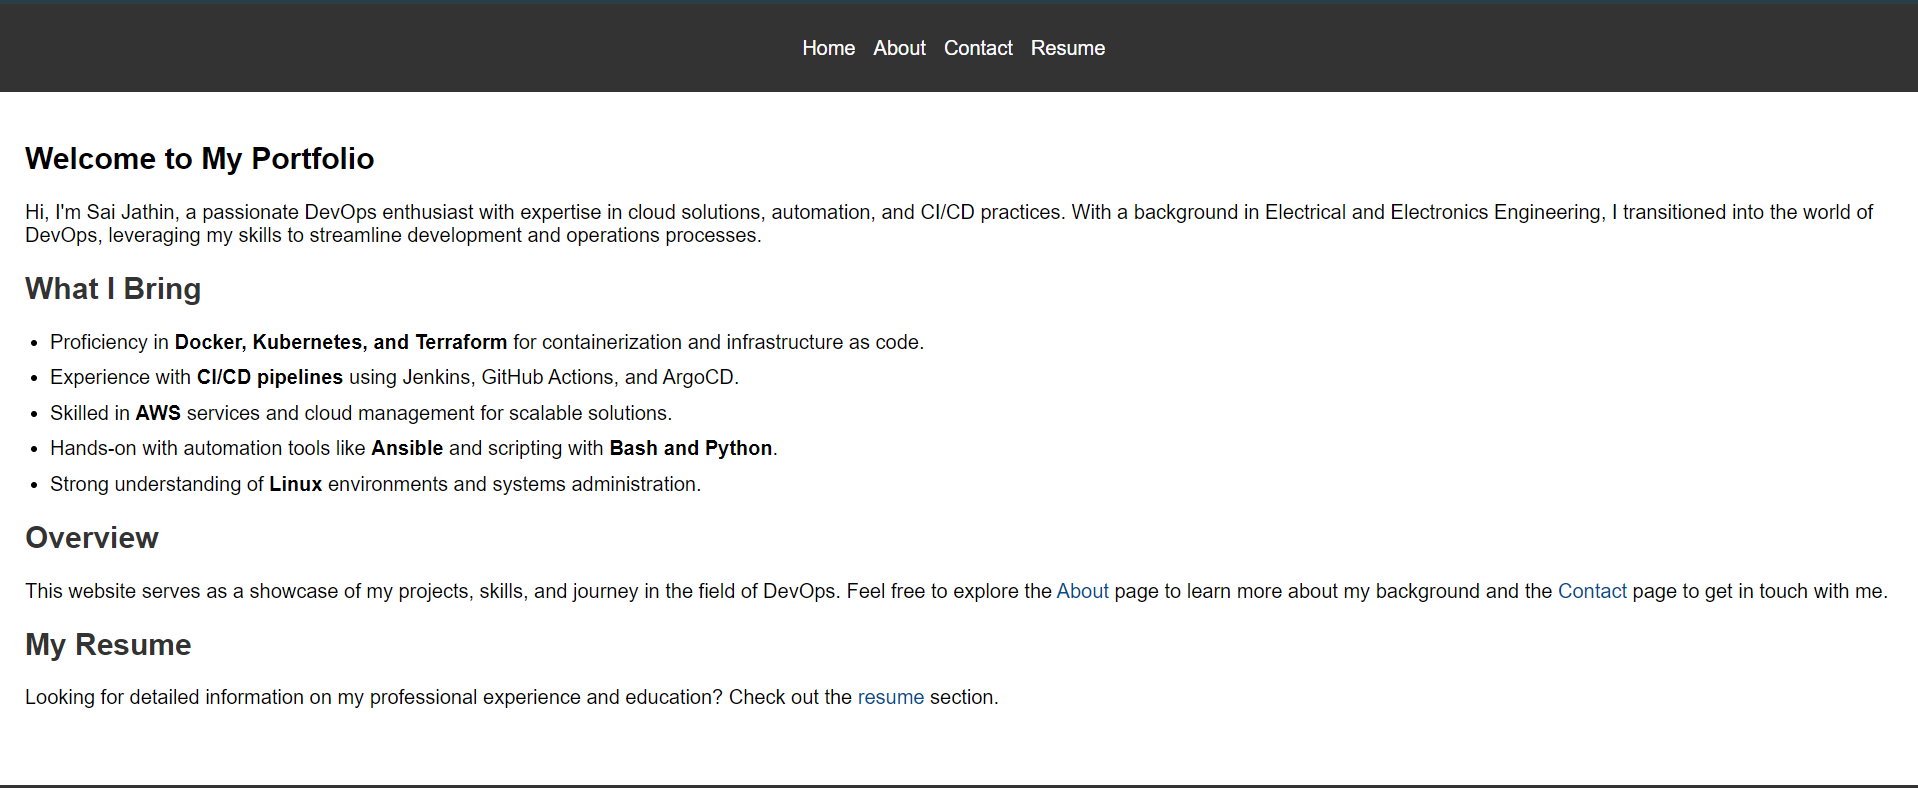 Home About Contact Resume
Welcome to My Portfolio
Hi, I'm Sai Jathin, a passionate DevOps enthusiast with expertise in cloud solutions, automation, and CI/CD practices. With a background in Electrical and Electronics Engineering, I transitioned into the world of
DevOps, leveraging my skills to streamline development and operations processes.
What I Bring
• Proficiency in Docker, Kubernetes, and Terraform for containerization and infrastructure as code.
• Experience with CI/CD pipelines using Jenkins, GitHub Actions, and ArgoCD.
• Skilled in AWS services and cloud management for scalable solutions.
• Hands-on with automation tools like Ansible and scripting with Bash and Python.
• Strong understanding of Linux environments and systems administration.
Overview
This website serves as a showcase of my projects, skills, and journey in the field of DevOps. Feel free to explore the About page to learn more about my background and the Contact page to get in touch with me.
My Resume
Looking for detailed information on my professional experience and education? Check out the resume section.